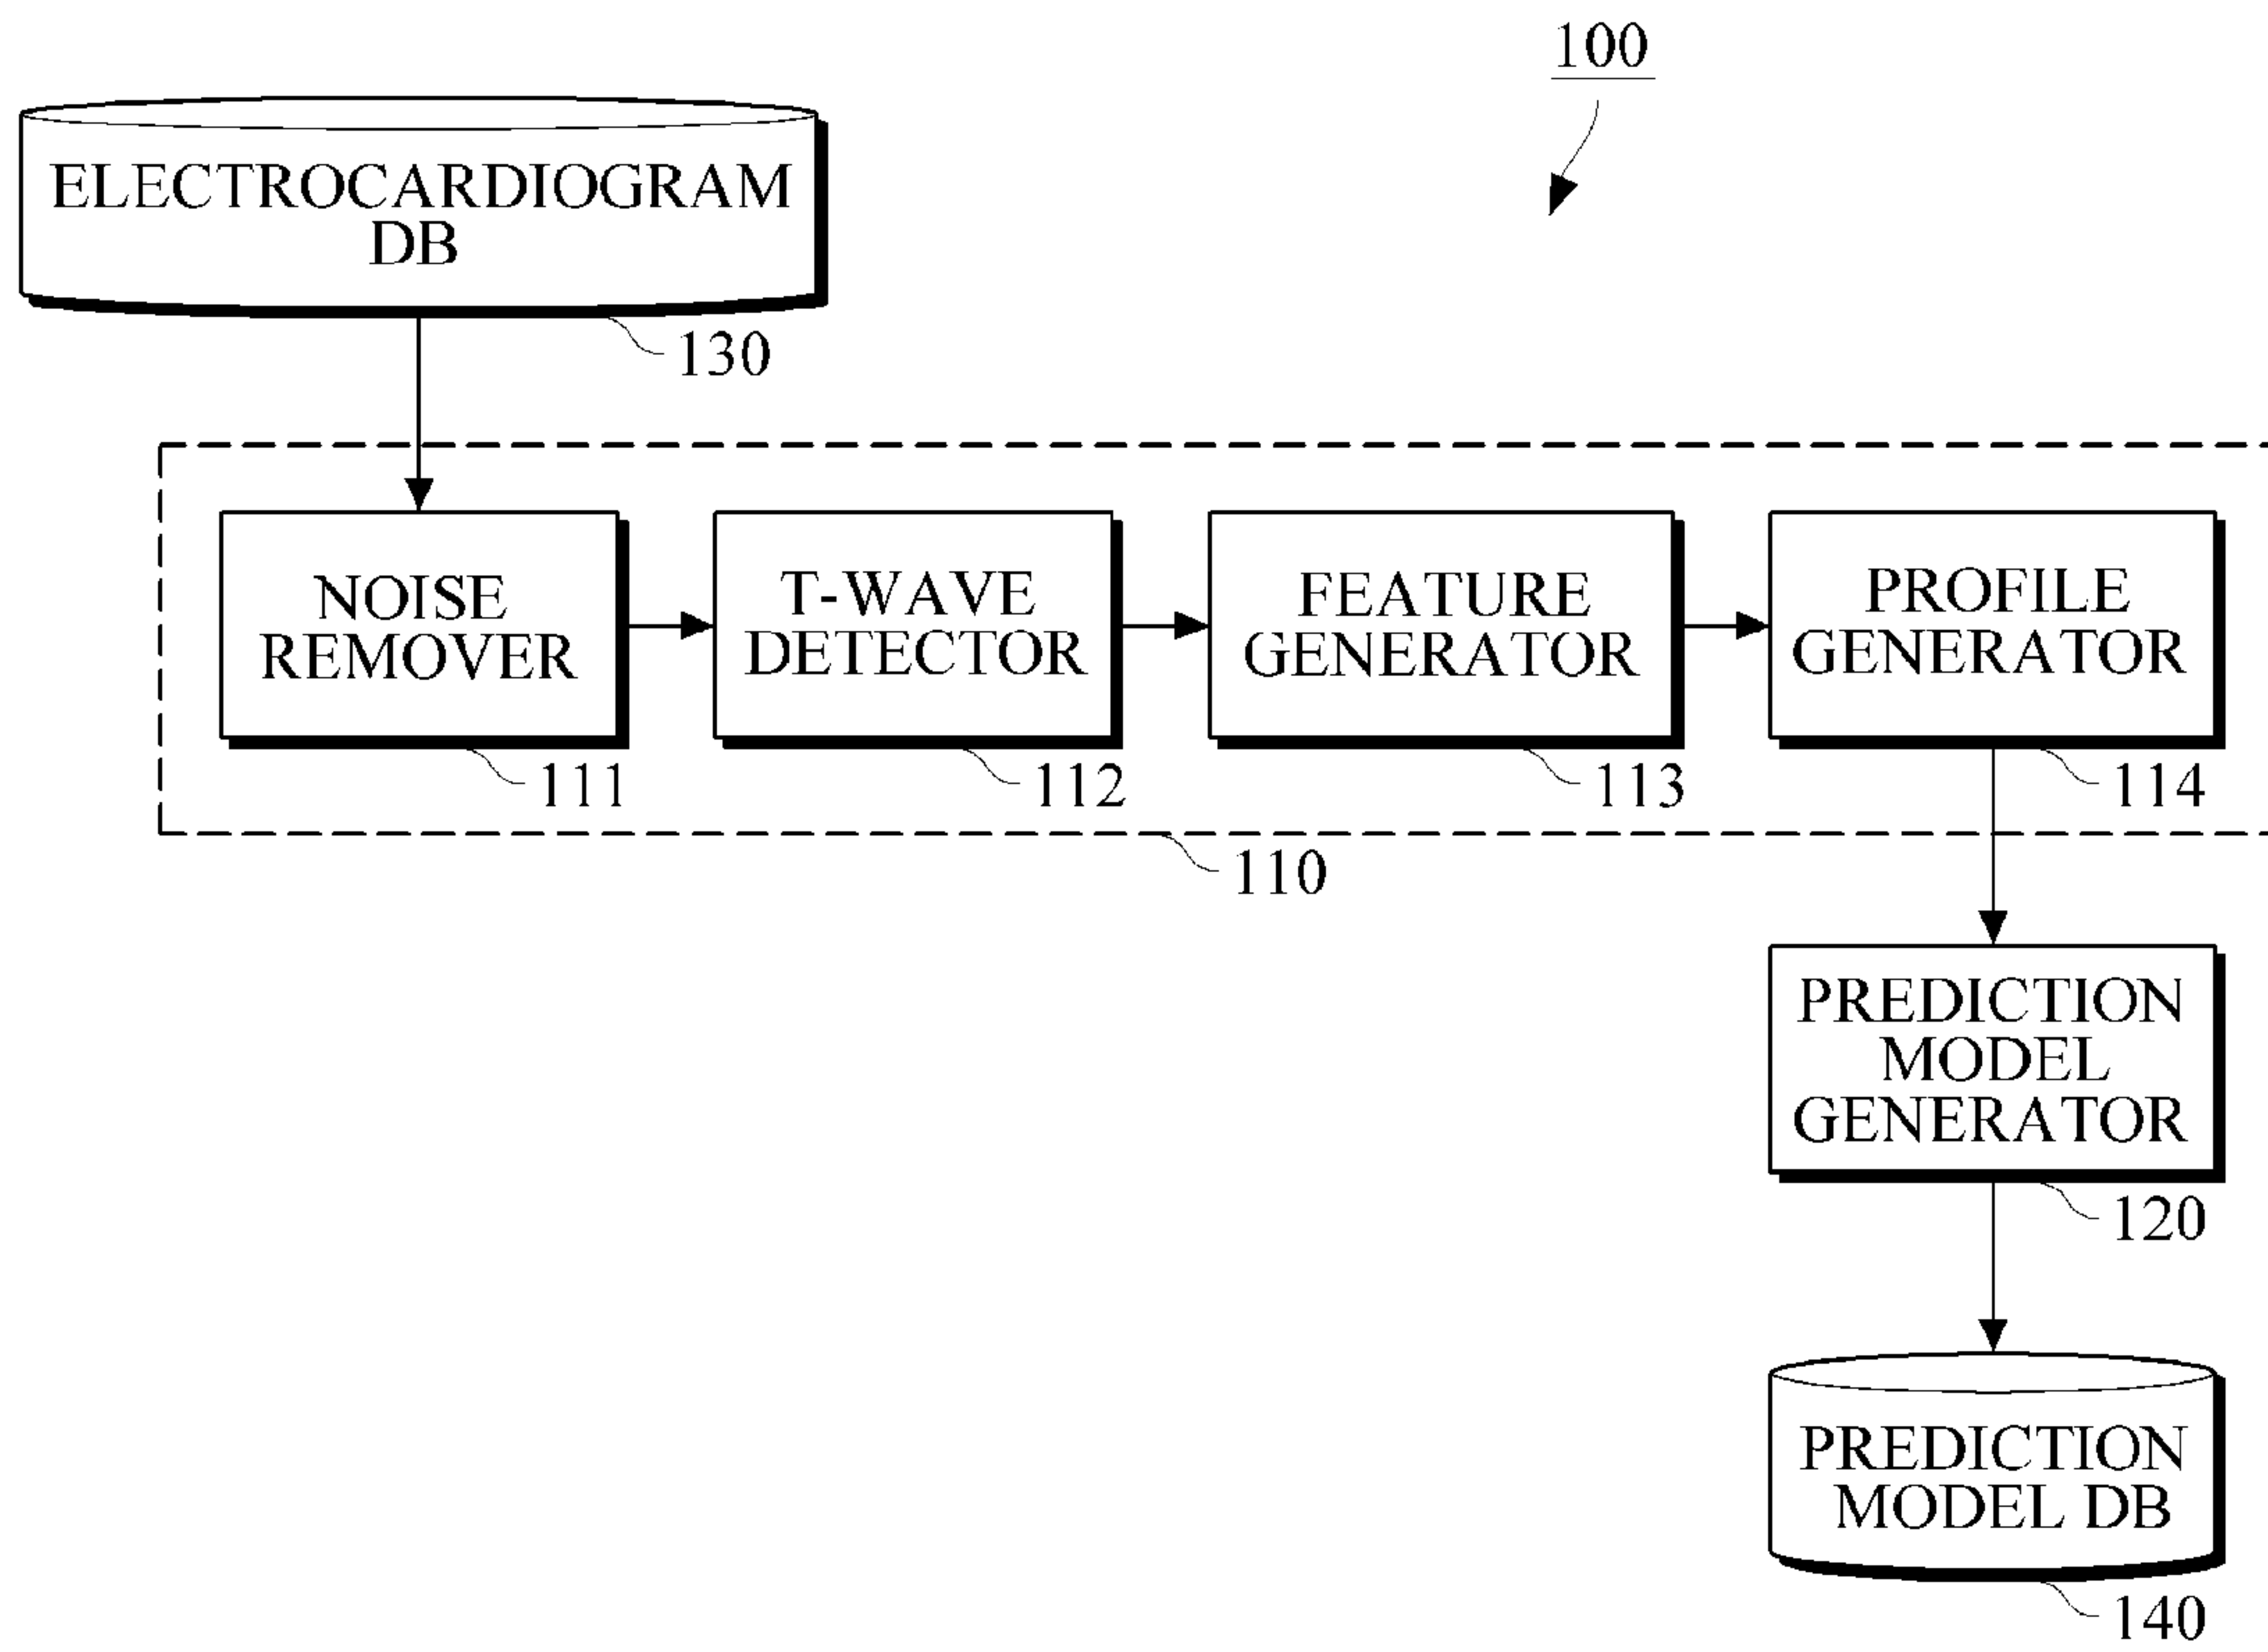 100
ELECTROCARDIOGRAM
DB
130
NOISE
REMOVER
111
T-WAVE
DETECTOR
112
FEATURE
GENERATOR
113
PROFILE
GENERATOR
114
110
PREDICTION
MODEL
GENERATOR
120
PREDICTION
MODEL DB
140